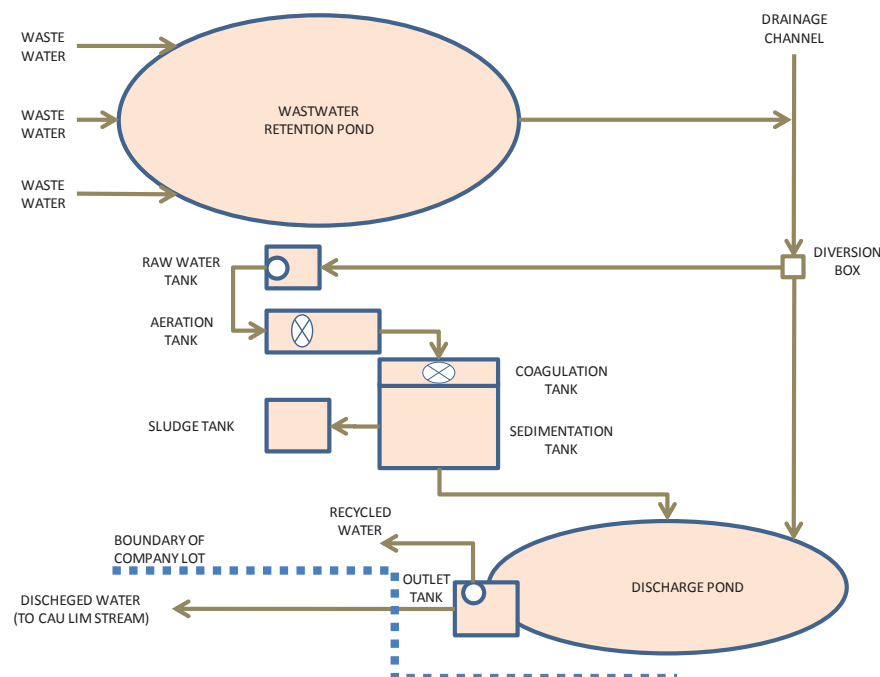 DRAINAGE
CHANNEL
WASTE
WATER
WASTE
WATER
WASTWATER
RETENTION POND
WASTE
WATER
RAW WATER
TANK
DIVERSION
BOX
AERATION
TANK
COAGULATION
TANK
SLUDGE TANK
SEDIMENTATION
TANK
RECYCLED
WATER
BOUNDARY OF
COMPANY LOT
OUTLET
TANK
DISCHARGE POND
DISCHEGED WATER
(TO CAU LIM STREAM)